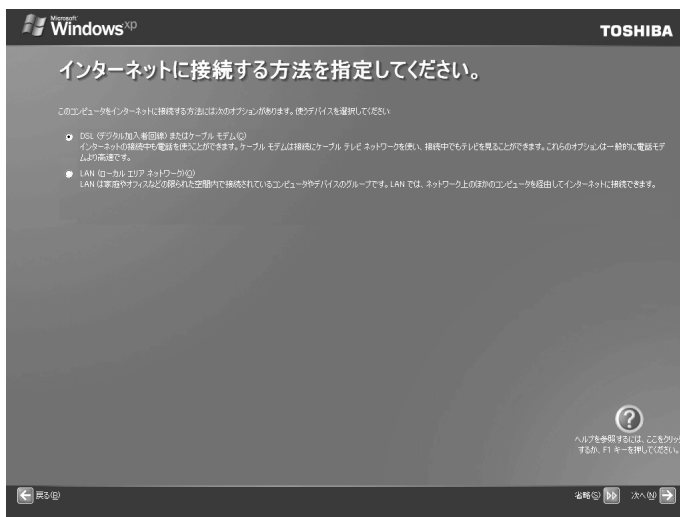 Microsoft
Windows xp
TOSHIBA
インターネットに接続する方法を指定してください。
このコンピュータをインターネットに接続する方法には次のオプションがあります。使うデバイスを選択してください
DSL (デジタル加入者回線) またはケーブル モデム(C)
インターネットの接続中も電話を使うことができます。ケーブル モデムは接続にケーブル テレビ ネットワークを使い、接続中でもテレビを見ることができます。これらのオプションは一般的に電話モデ
ムより高速です。
LAN (ローカル エリア ネットワーク)(O)
LAN は家庭やオフィスなどの限られた空間内で接続されているコンピュータやデバイスのグループです。LAN では、ネットワーク上のほかのコンピュータを経由してインターネットに接続できます。
ヘルプを参照するには、ここをクリック
するか、F1 キーを押してください。
戻る(B)
省略(S)
次へ(N)